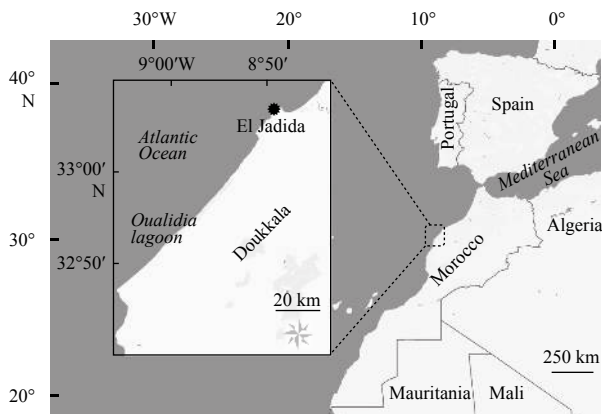 30°W 20° 10° 0°
9°00′ 8°50′
40°
N
El Jadida
Atlantic
Ocean
33°00′
N
Oualidia
lagoon
Doukkala
32°50′
20 km
Portugal
Spain
Mediterranean
Sea
30°
Algeria
Morocco
250 km
20°
Mauritania
Mali